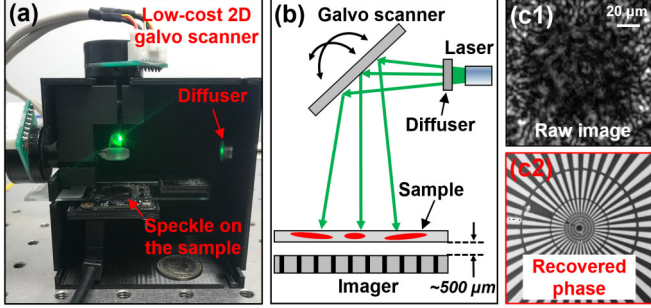 (a)
Low-cost 2D
galvo scanner
Diffuser
Speckle on
the sample
(b)
Galvo scanner
Laser
Diffuser
Sample
Imager
~500 µm
(c1)
20 µm
Raw image
(c2)
Recovered
phase